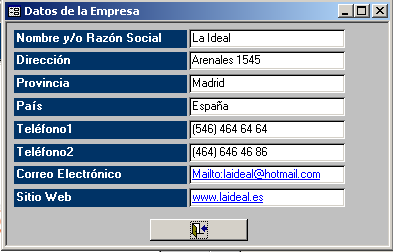 Datos de la Empresa
Nombre y/o Razón Social La Ideal
Dirección Arenales 1545
Provincia Madrid
País España
Teléfono1 (546) 464 64 64
Teléfono2 (464) 646 46 86
Correo Electrónico Mailto:laideal@hotmail.com
Sitio Web www.laideal.es